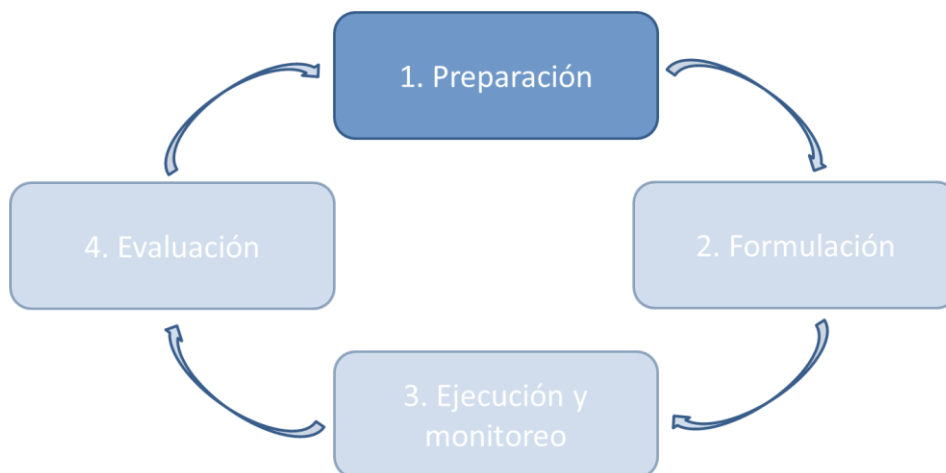 1. Preparación
2. Formulación
3. Ejecución y
monitoreo
4. Evaluación